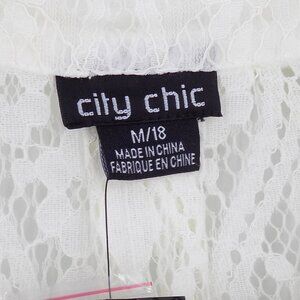 city chic
M/18
MADE IN CHINA
FABRIQUE EN CHINE